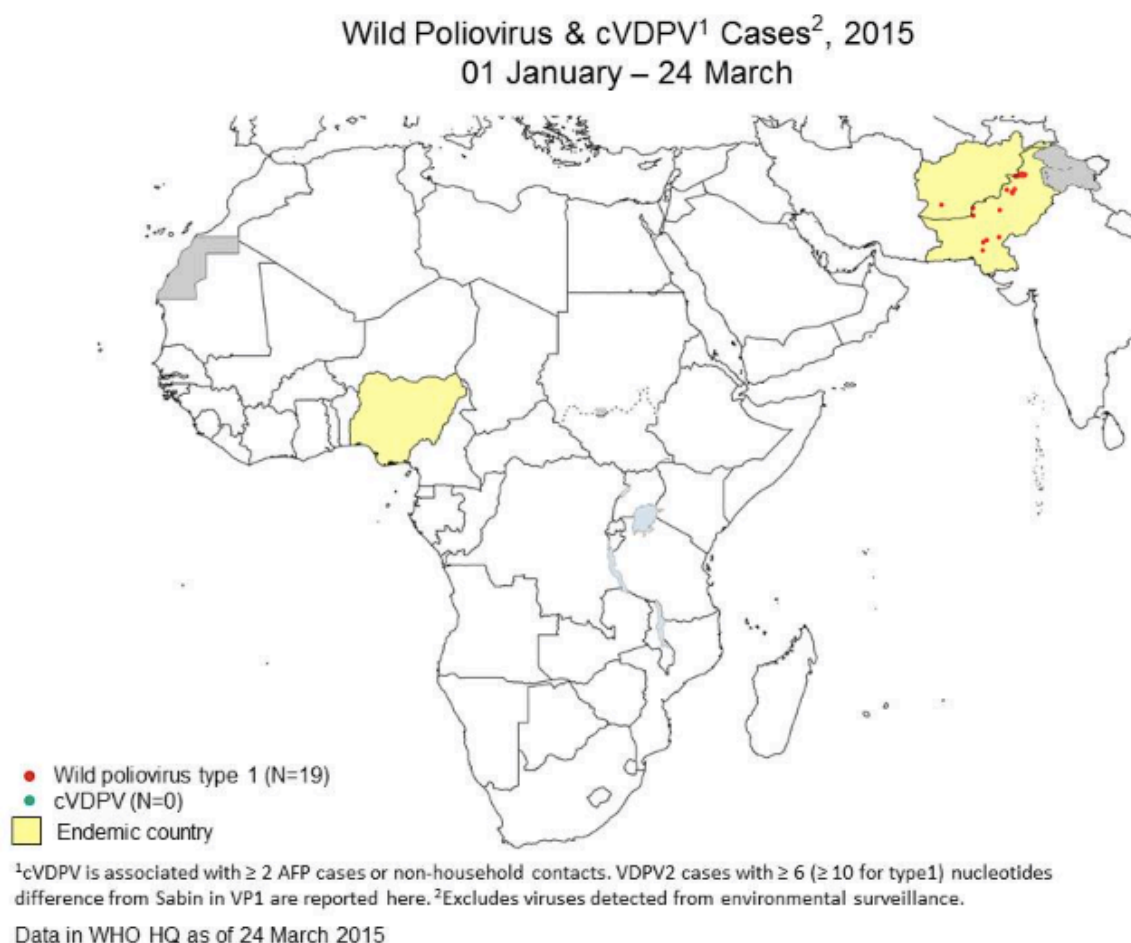 Wild Poliovirus & cVDPV¹ Cases², 2015
01 January – 24 March
Wild poliovirus type 1 (N=19)
cVDPV (N=0)
Endemic country
¹cVDPV is associated with ≥ 2 AFP cases or non-household contacts. VDPV2 cases with ≥ 6 (≥ 10 for type1) nucleotides
difference from Sabin in VP1 are reported here. ²Excludes viruses detected from environmental surveillance.
Data in WHO HQ as of 24 March 2015